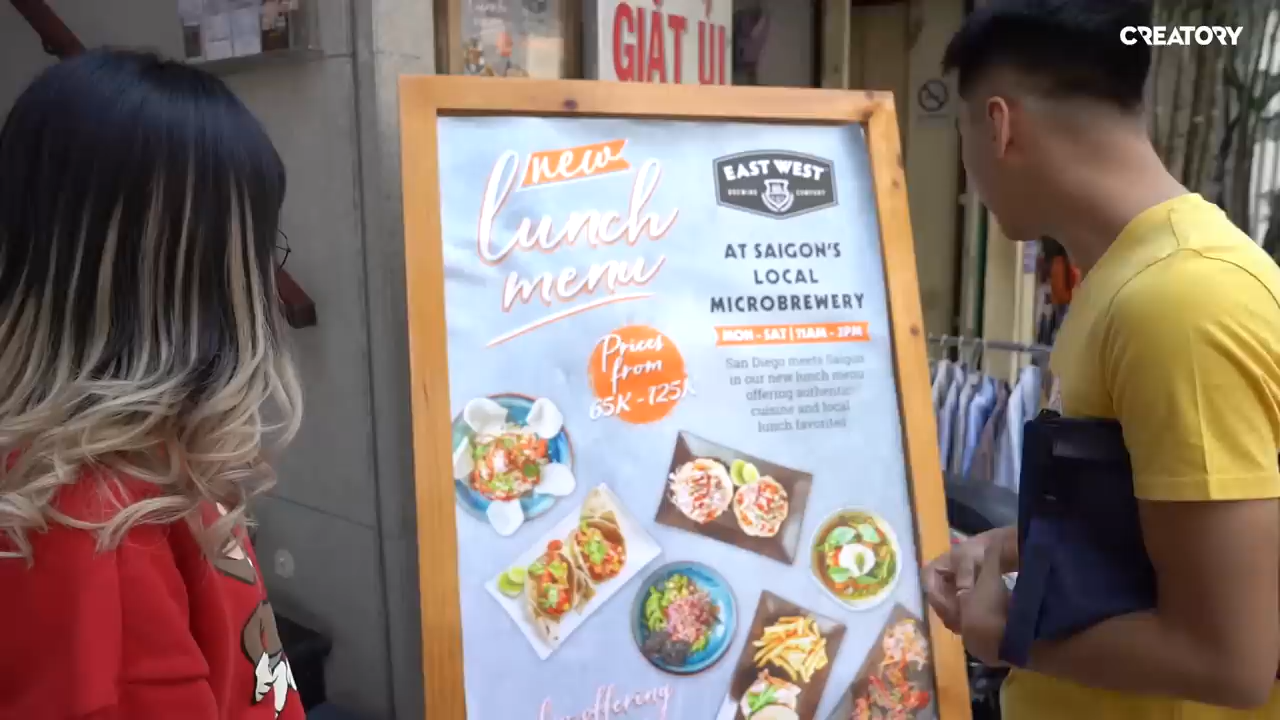 CREATORY
GIẶT ỦI
new
lunch
menu
EAST WEST
BREWING COMPANY
AT SAIGON'S
LOCAL
MICROBREWERY
MON - SAT | 11AM - 2PM
San Diego meets Saigon
in our new lunch menu
offering authentic
cuisine and local
lunch favorites
Prices
from
65K - 125K
offering